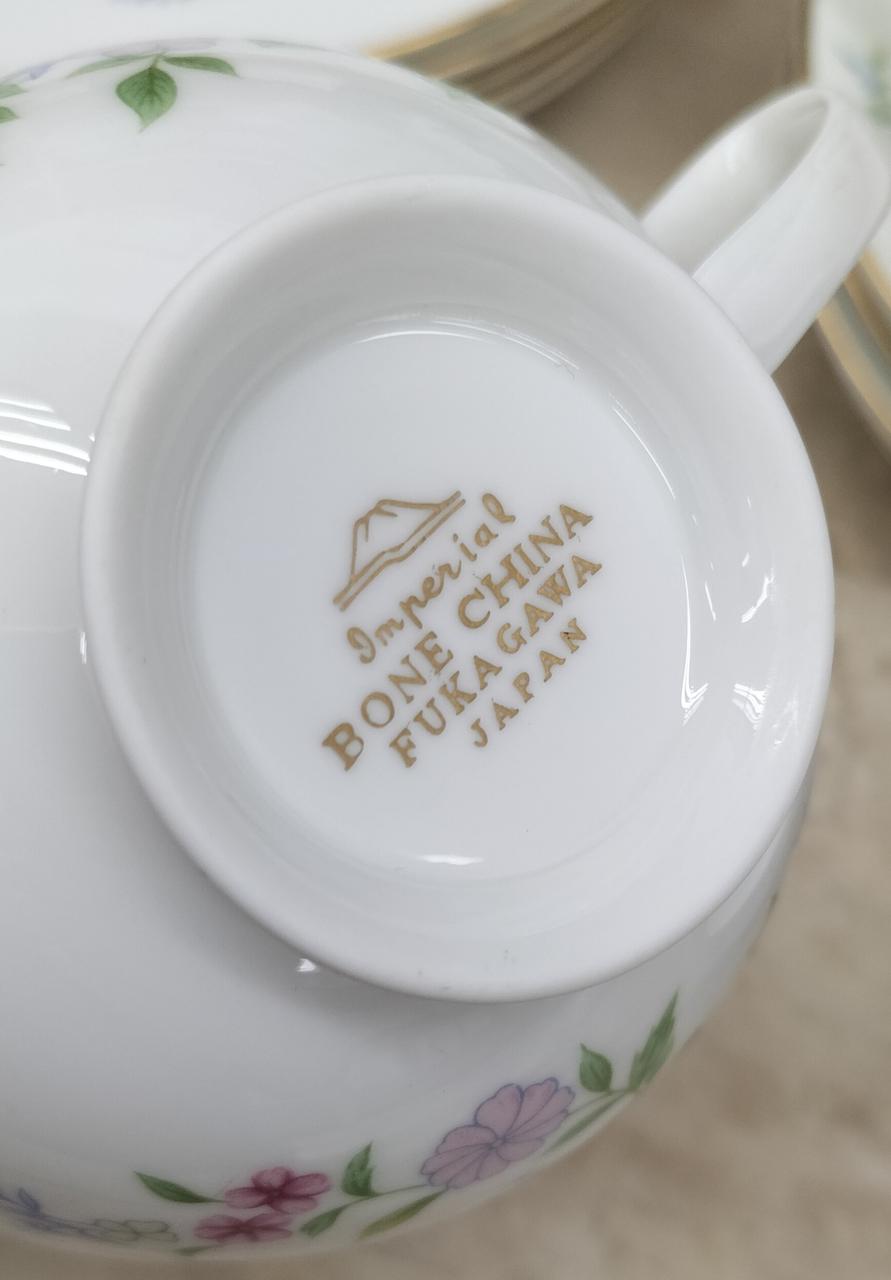 Imperial
BONE CHINA
FUKAGAWA
JAPAN